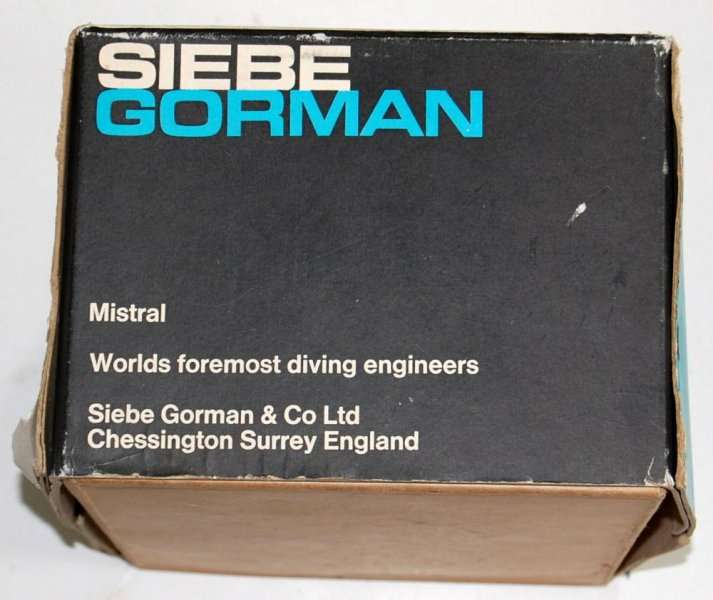 SIEBE
GORMAN
Mistral
Worlds foremost diving engineers
Siebe Gorman & Co Ltd
Chessington Surrey England